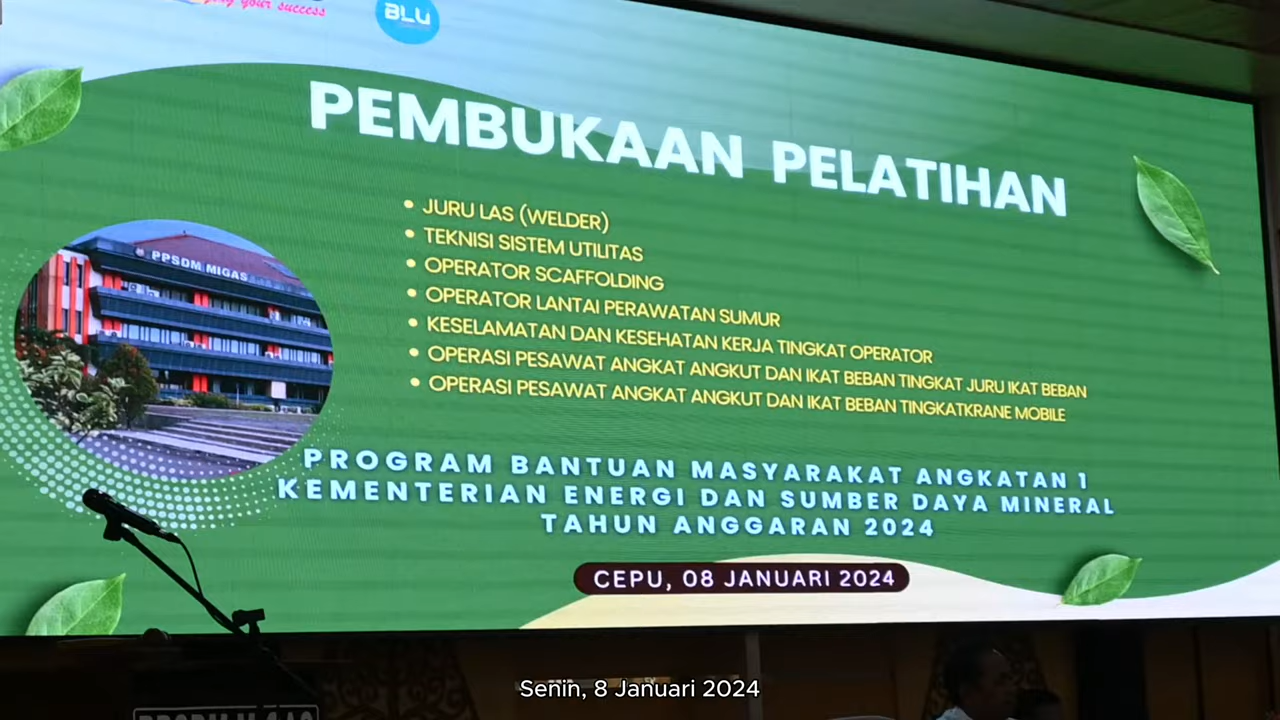 your success
BLU
PEMBUKAAN PELATIHAN
PPSDM MIGAS
• JURU LAS (WELDER)
• TEKNISI SISTEM UTILITAS
• OPERATOR SCAFFOLDING
• OPERATOR LANTAI PERAWATAN SUMUR
• KESELAMATAN DAN KESEHATAN KERJA TINGKAT OPERATOR
• OPERASI PESAWAT ANGKAT ANGKUT DAN IKAT BEBAN TINGKAT JURU IKAT BEBAN
• OPERASI PESAWAT ANGKAT ANGKUT DAN IKAT BEBAN TINGKATKRANE MOBILE
PROGRAM BANTUAN MASYARAKAT ANGKATAN 1
KEMENTERIAN ENERGI DAN SUMBER DAYA MINERAL
TAHUN ANGGARAN 2024
CEPU, 08 JANUARI 2024
Senin, 8 Januari 2024